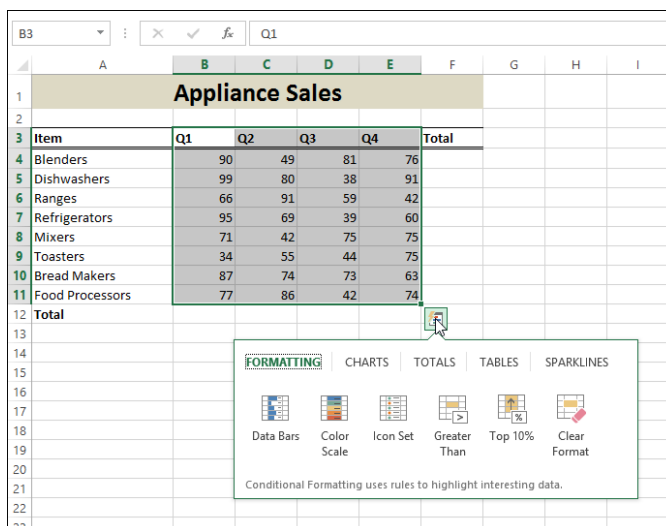 B3 fx Q1
A B C D E F G H I
1 Appliance Sales
2
3 Item Q1 Q2 Q3 Q4 Total
4 Blenders 90 49 81 76
5 Dishwashers 99 80 38 91
6 Ranges 66 91 59 42
7 Refrigerators 95 69 39 60
8 Mixers 71 42 75 75
9 Toasters 34 55 44 75
10 Bread Makers 87 74 73 63
11 Food Processors 77 86 42 74
12 Total
13
14
FORMATTING CHARTS TOTALS TABLES SPARKLINES
15
16
17
18
Data Bars Color Scale Icon Set Greater Than Top 10% Clear Format
19
20
21
Conditional Formatting uses rules to highlight interesting data.
22